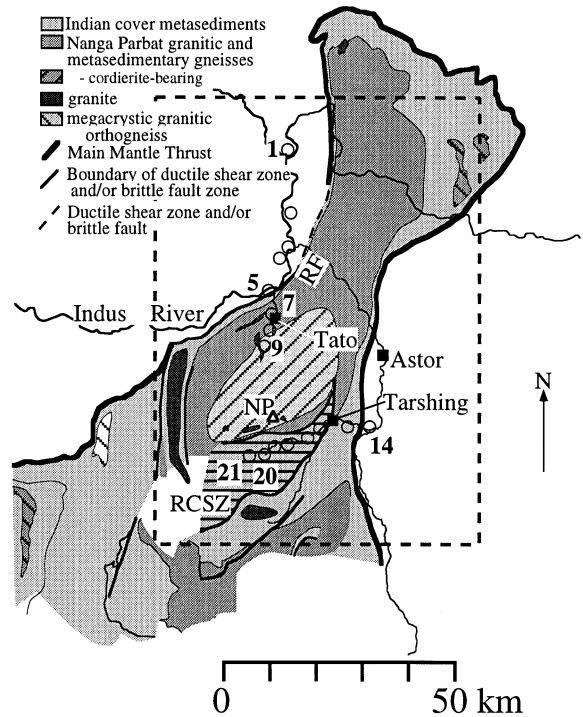 Indian cover metasediments
Nanga Parbat granitic and
metasedimentary gneisses
- cordierite-bearing
granite
megacrystic granitic
orthogneiss
Main Mantle Thrust
Boundary of ductile shear zone
and/or brittle fault zone
Ductile shear zone and/or
brittle fault
1
RF
5
7
Indus River
9
Tato
Astor
N
NP
Tarshing
14
21
20
RCSZ
0
50 km